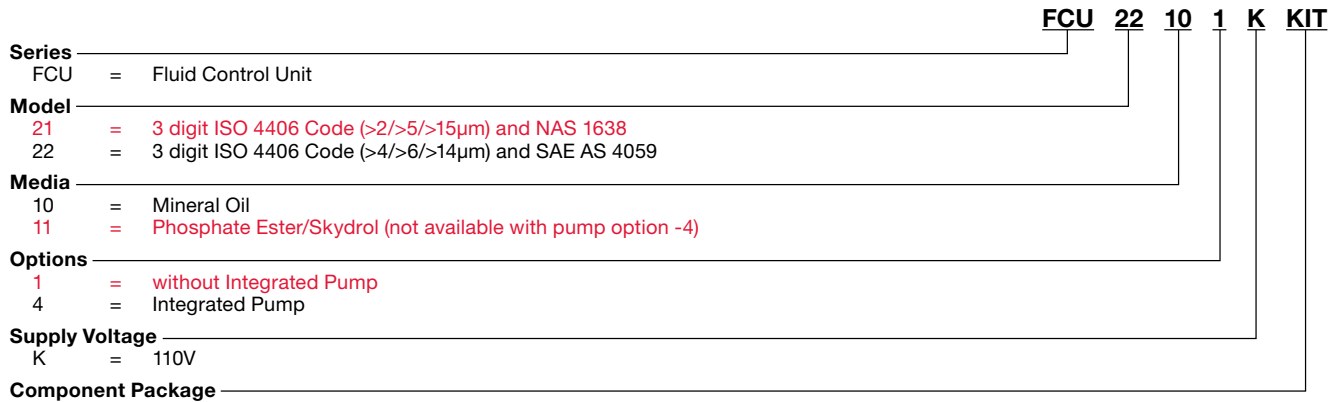 FCU 22 10 1 K KIT
Series
FCU = Fluid Control Unit
Model
21 = 3 digit ISO 4406 Code (>2/>5/>15µm) and NAS 1638
22 = 3 digit ISO 4406 Code (>4/>6/>14µm) and SAE AS 4059
Media
10 = Mineral Oil
11 = Phosphate Ester/Skydrol (not available with pump option -4)
Options
1 = without Integrated Pump
4 = Integrated Pump
Supply Voltage
K = 110V
Component Package